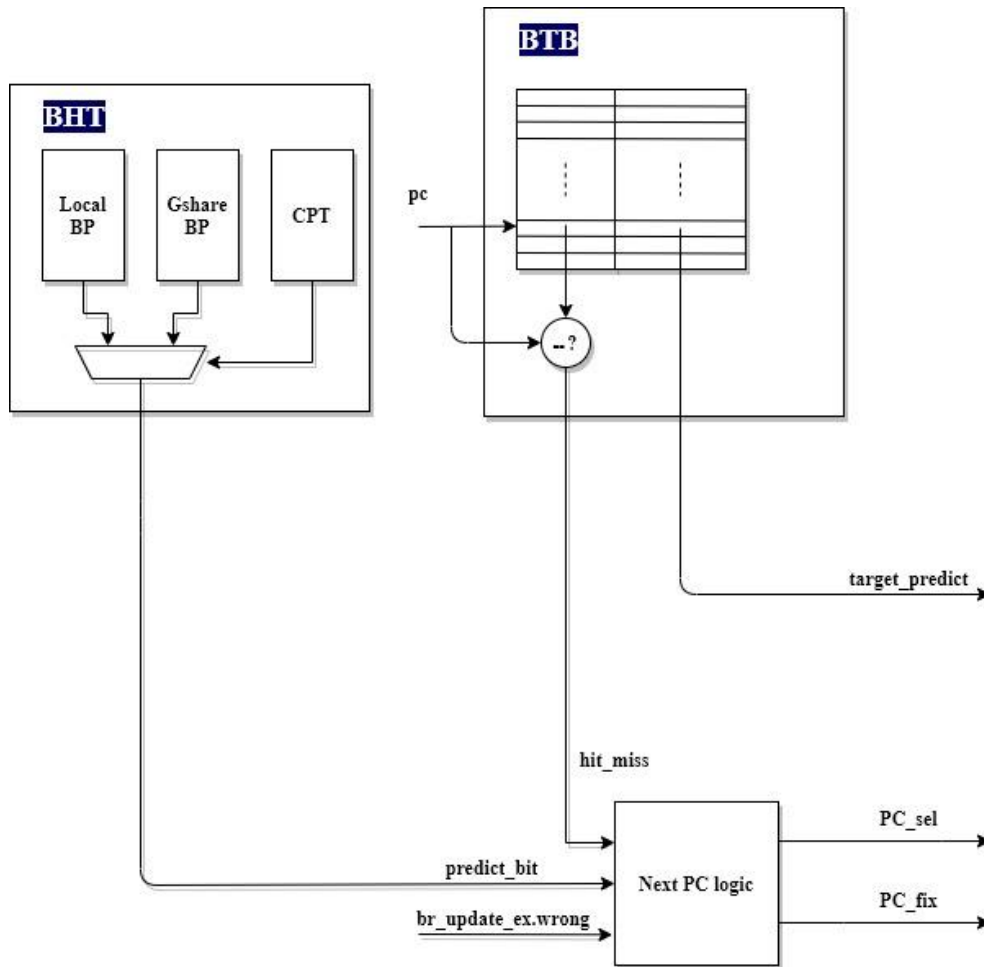 BTB
BHT
Local
BP
Gshare
BP
CPT
pc
= ?
target_predict
hit_miss
PC_sel
predict_bit
Next PC logic
PC_fix
br_update_ex.wrong